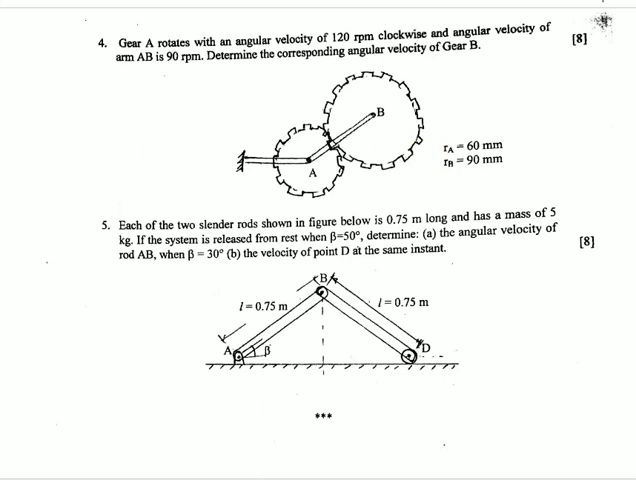 4. Gear A rotates with an angular velocity of 120 rpm clockwise and angular velocity of [8]
arm AB is 90 rpm. Determine the corresponding angular velocity of Gear B.
B
A
rA = 60 mm
rB = 90 mm
5. Each of the two slender rods shown in figure below is 0.75 m long and has a mass of 5
kg. If the system is released from rest when β=50°, determine: (a) the angular velocity of [8]
rod AB, when β = 30° (b) the velocity of point D at the same instant.
B
l = 0.75 m
l = 0.75 m
A
β
D
***